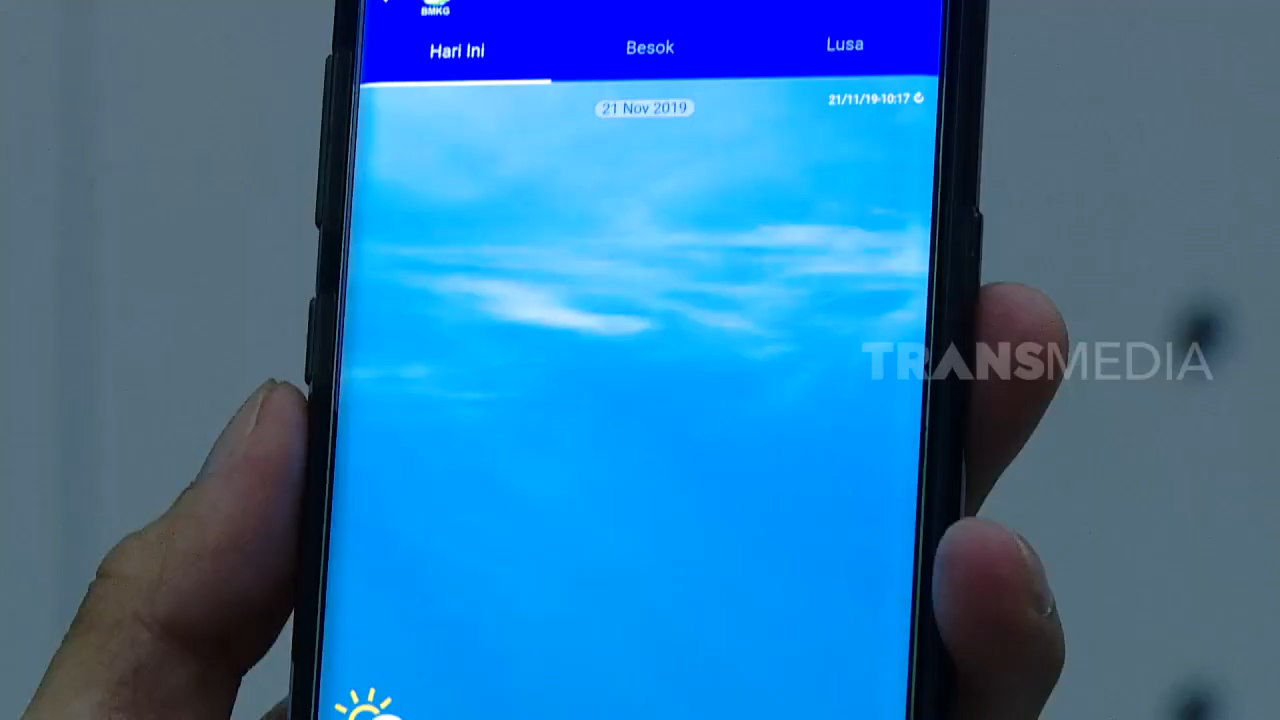 BMKG
Hari Ini
Besok
Lusa
21 Nov 2019
21/11/19-10:17
TRANSMEDIA